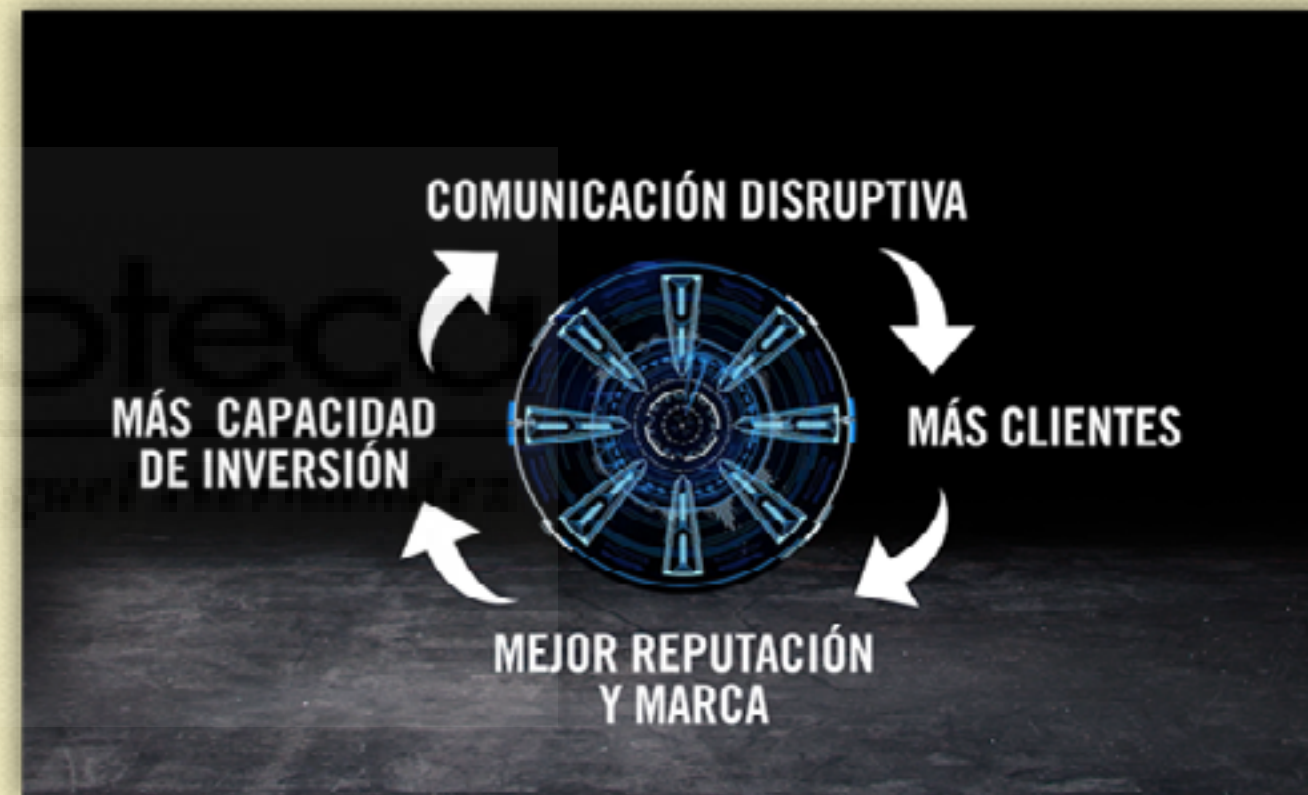 COMUNICACIÓN DISRUPTIVA
MÁS CLIENTES
MEJOR REPUTACIÓN
Y MARCA
MÁS CAPACIDAD
DE INVERSIÓN